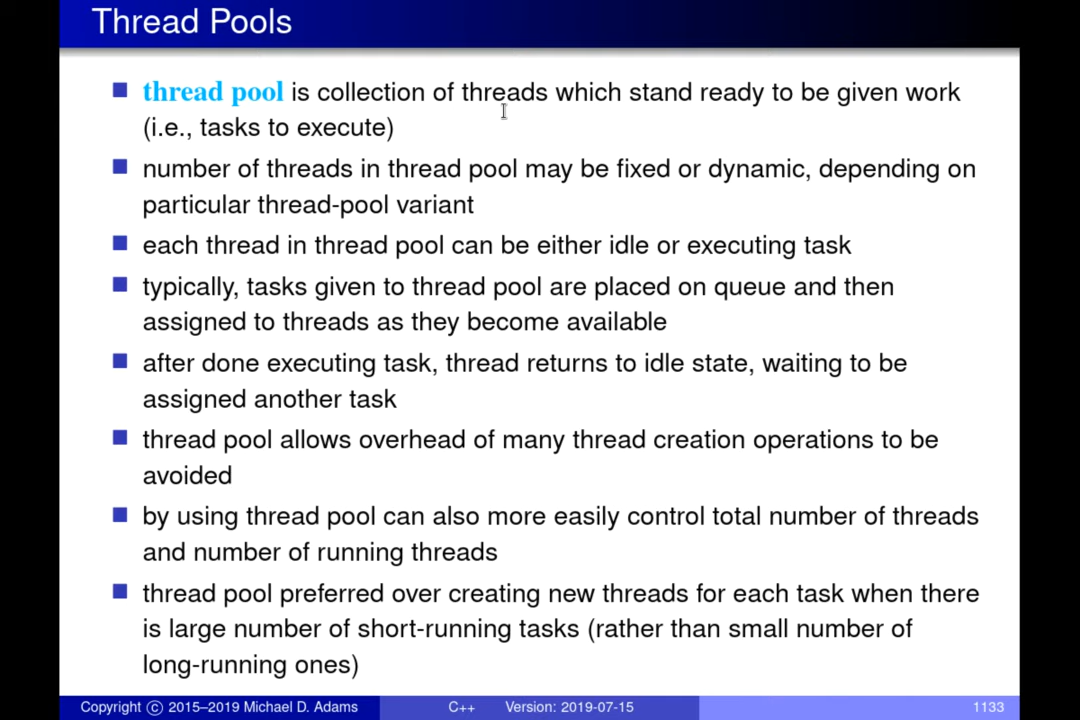 Thread Pools
thread pool is collection of threads which stand ready to be given work
(i.e., tasks to execute)
number of threads in thread pool may be fixed or dynamic, depending on
particular thread-pool variant
each thread in thread pool can be either idle or executing task
typically, tasks given to thread pool are placed on queue and then
assigned to threads as they become available
after done executing task, thread returns to idle state, waiting to be
assigned another task
thread pool allows overhead of many thread creation operations to be
avoided
by using thread pool can also more easily control total number of threads
and number of running threads
thread pool preferred over creating new threads for each task when there
is large number of short-running tasks (rather than small number of
long-running ones)
Copyright © 2015–2019 Michael D. Adams C++ Version: 2019-07-15 1133